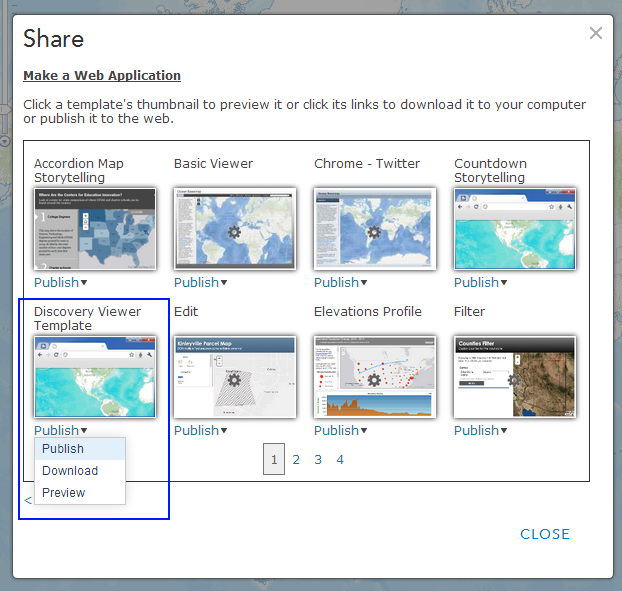 Share
×
Make a Web Application
Click a template's thumbnail to preview it or click its links to download it to your computer
or publish it to the web.
Accordion Map
Storytelling
Basic Viewer
Chrome - Twitter
Countdown
Storytelling
Where Are the Centers for Education Innovation?
1 College Degrees
Publish▼
Publish▼
Publish▼
Publish▼
Discovery Viewer
Template
Edit
Elevations Profile
Filter
Kinleyville Parcel Map
Counties Filter
Publish▼
Publish▼
Publish▼
Publish▼
Publish
Download
Preview
1 2 3 4
<
CLOSE